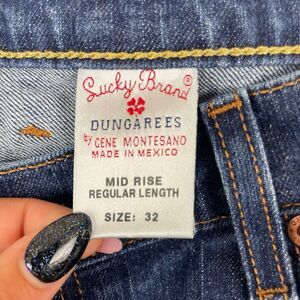 Lucky Brand®
DUNGAREES
by GENE MONTESANO
MADE IN MEXICO
MID RISE
REGULAR LENGTH
SIZE: 32